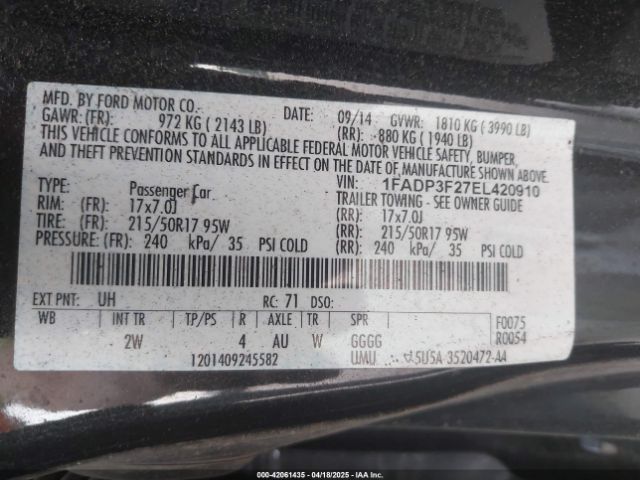 MFD. BY FORD MOTOR CO. DATE: 09/14 GVWR: 1810 KG ( 3990 LB)
GAWR: (FR): 972 KG ( 2143 LB) (RR): 880 KG ( 1940 LB)
THIS VEHICLE CONFORMS TO ALL APPLICABLE FEDERAL MOTOR VEHICLE SAFETY, BUMPER,
AND THEFT PREVENTION STANDARDS IN EFFECT ON THE DATE OF MANUFACTURE SHOWN ABOVE.
VIN: 1FADP3F27EL420910
TYPE: Passenger Car TRAILER TOWING - SEE OWNER GUIDE
RIM: (FR): 17x7.0J (RR): 17x7.0J
TIRE: (FR): 215/50R17 95W (RR): 215/50R17 95W
PRESSURE: (FR): 240 kPa/ 35 PSI COLD (RR): 240 kPa/ 35 PSI COLD
EXT PNT: UH RC: 71 DSO:
WB INT TR TP/PS R AXLE TR SPR F0075
2W 4 AU W GGGG R0054
1201409245582 UMU 5U5A-3520472-AA
000-42061435 - 04/18/2025 - IAAI.COM